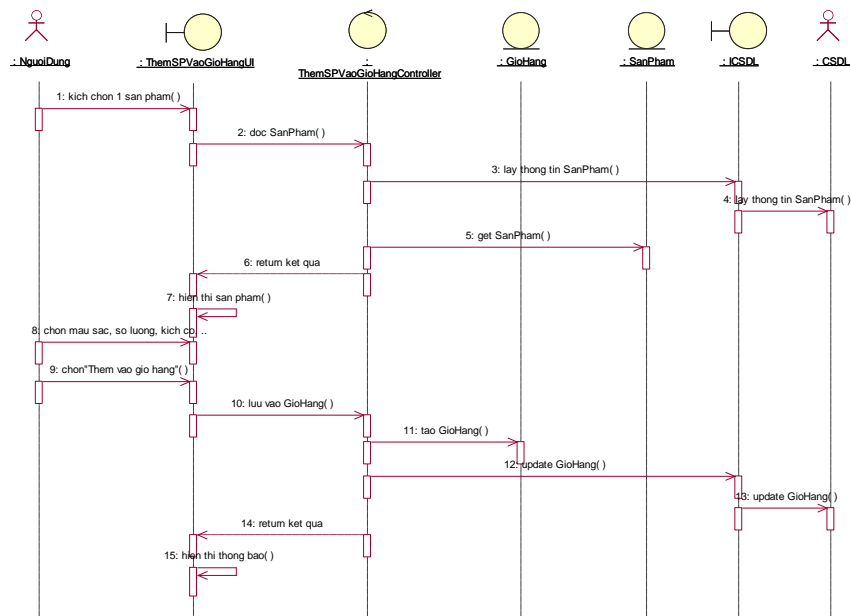 : NguoiDung
: ThemSPVaoGioHangUI
:
ThemSPVaoGioHangController
: GioHang
: SanPham
: ICSDL
: CSDL
1: kich chon 1 san pham( )
2: doc SanPham( )
3: lay thong tin SanPham( )
4: lay thong tin SanPham( )
5: get SanPham( )
6: return ket qua
7: hien thi san pham( )
8: chon mau sac, so luong, kich co, ..
9: chon"Them vao gio hang"( )
10: luu vao GioHang( )
11: tao GioHang( )
12: update GioHang( )
13: update GioHang( )
14: return ket qua
15: hien thi thong bao( )